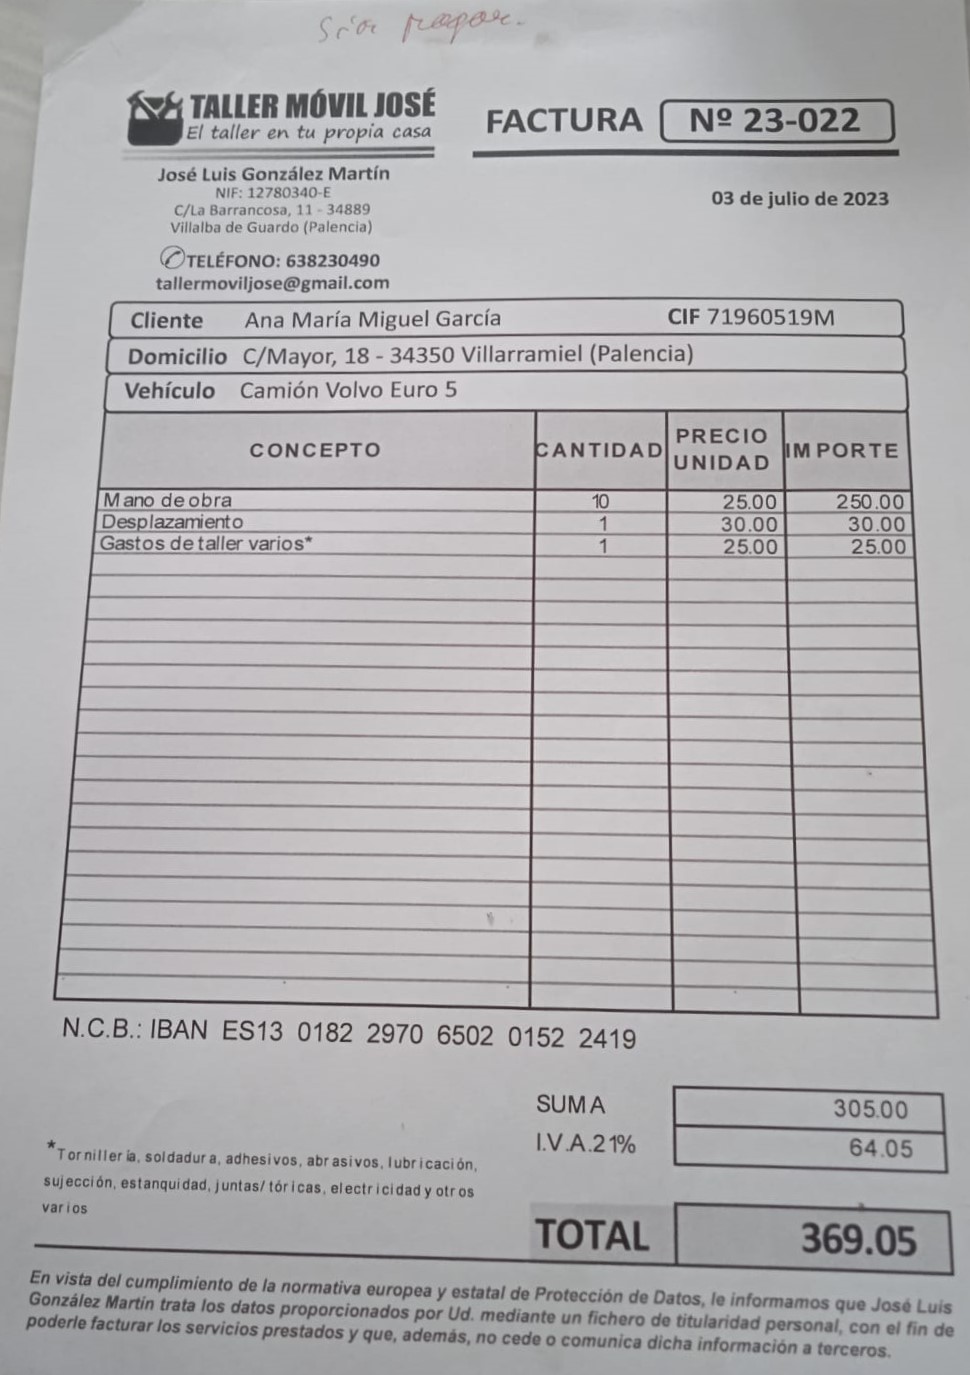 Sin pagar.
TALLER MÓVIL JOSÉ
El taller en tu propia casa
FACTURA Nº 23-022
José Luis González Martín
NIF: 12780340-E
C/La Barrancosa, 11 - 34889
Villalba de Guardo (Palencia)
03 de julio de 2023
TELÉFONO: 638230490
tallermoviljose@gmail.com
Cliente Ana María Miguel García CIF 71960519M
Domicilio C/Mayor, 18 - 34350 Villarramiel (Palencia)
Vehículo Camión Volvo Euro 5
CONCEPTO CANTIDAD PRECIO UNIDAD IMPORTE
Mano de obra 10 25.00 250.00
Desplazamiento 1 30.00 30.00
Gastos de taller varios* 1 25.00 25.00
N.C.B.: IBAN ES13 0182 2970 6502 0152 2419
SUMA 305.00
I.V.A.21% 64.05
*Tornillería, soldadura, adhesivos, abrasivos, lubricación,
sujección, estanquidad, juntas/tóricas, electricidad y otros
varios
TOTAL 369.05
En vista del cumplimiento de la normativa europea y estatal de Protección de Datos, le informamos que José Luis
González Martín trata los datos proporcionados por Ud. mediante un fichero de titularidad personal, con el fin de
poderle facturar los servicios prestados y que, además, no cede o comunica dicha información a terceros.